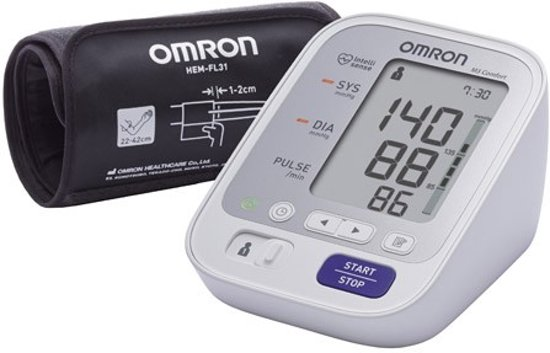 OMRON
HEM-FL31
1-2cm
22-42cm
OMRON HEALTHCARE Co.,Ltd.
OMRON
M3 Comfort
Intelli
sense
7:30
SYS
mmHg
140
135
DIA
mmHg
88
85
PULSE
/min
86
START
STOP